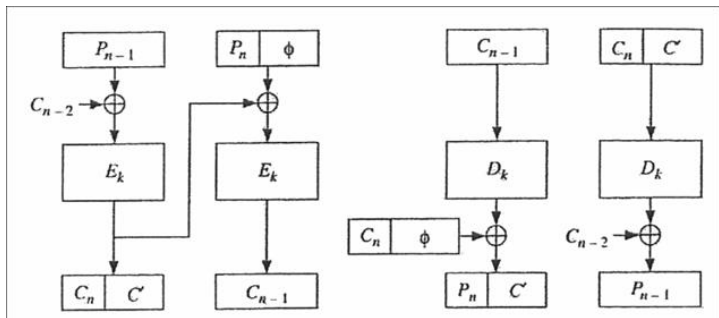 P_{n-1} P_n ϕ C_{n-1} C_n C'
C_{n-2} ⊕ ⊕
E_k E_k D_k D_k
C_n ϕ ⊕ C_{n-2} ⊕
C_n C' C_{n-1} P_n C' P_{n-1}